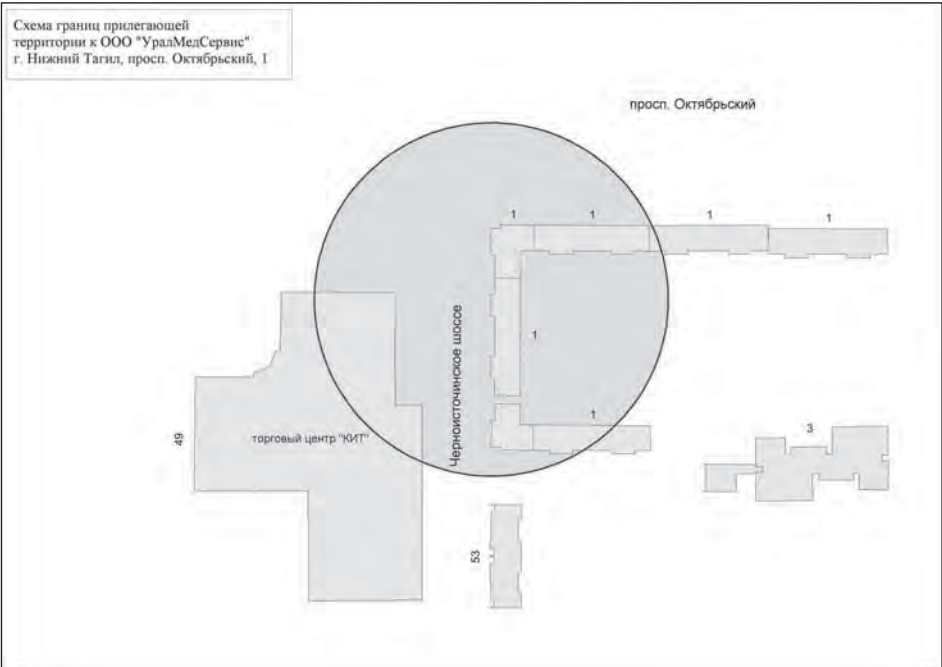 Схема границ прилегающей
территории к ООО "УралМедСервис"
г. Нижний Тагил, просп. Октябрьский, 1
просп. Октябрьский
1
1
1
1
Черноисточинское шоссе
1
1
3
49
торговый центр "КИТ"
53